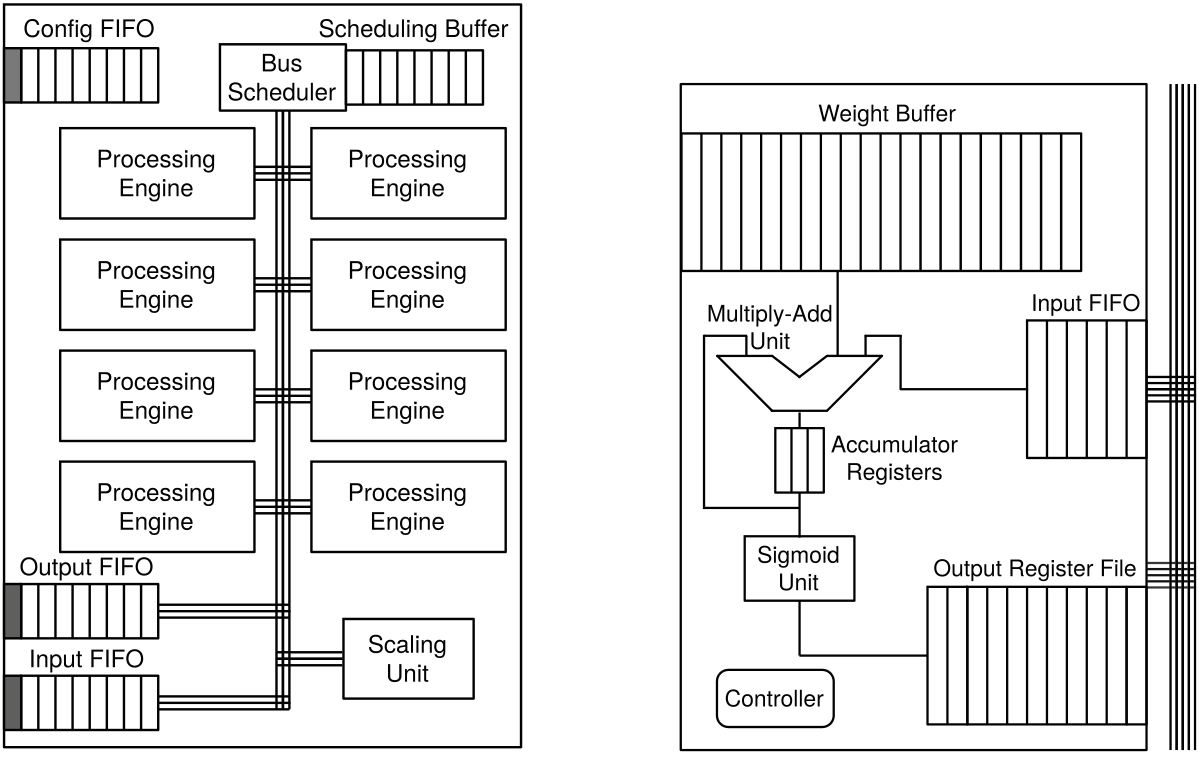 Config FIFO
Scheduling Buffer
Bus
Scheduler
Processing
Engine
Processing
Engine
Processing
Engine
Processing
Engine
Processing
Engine
Processing
Engine
Processing
Engine
Processing
Engine
Output FIFO
Input FIFO
Scaling
Unit
Weight Buffer
Multiply-Add
Unit
Input FIFO
Accumulator
Registers
Sigmoid
Unit
Output Register File
Controller